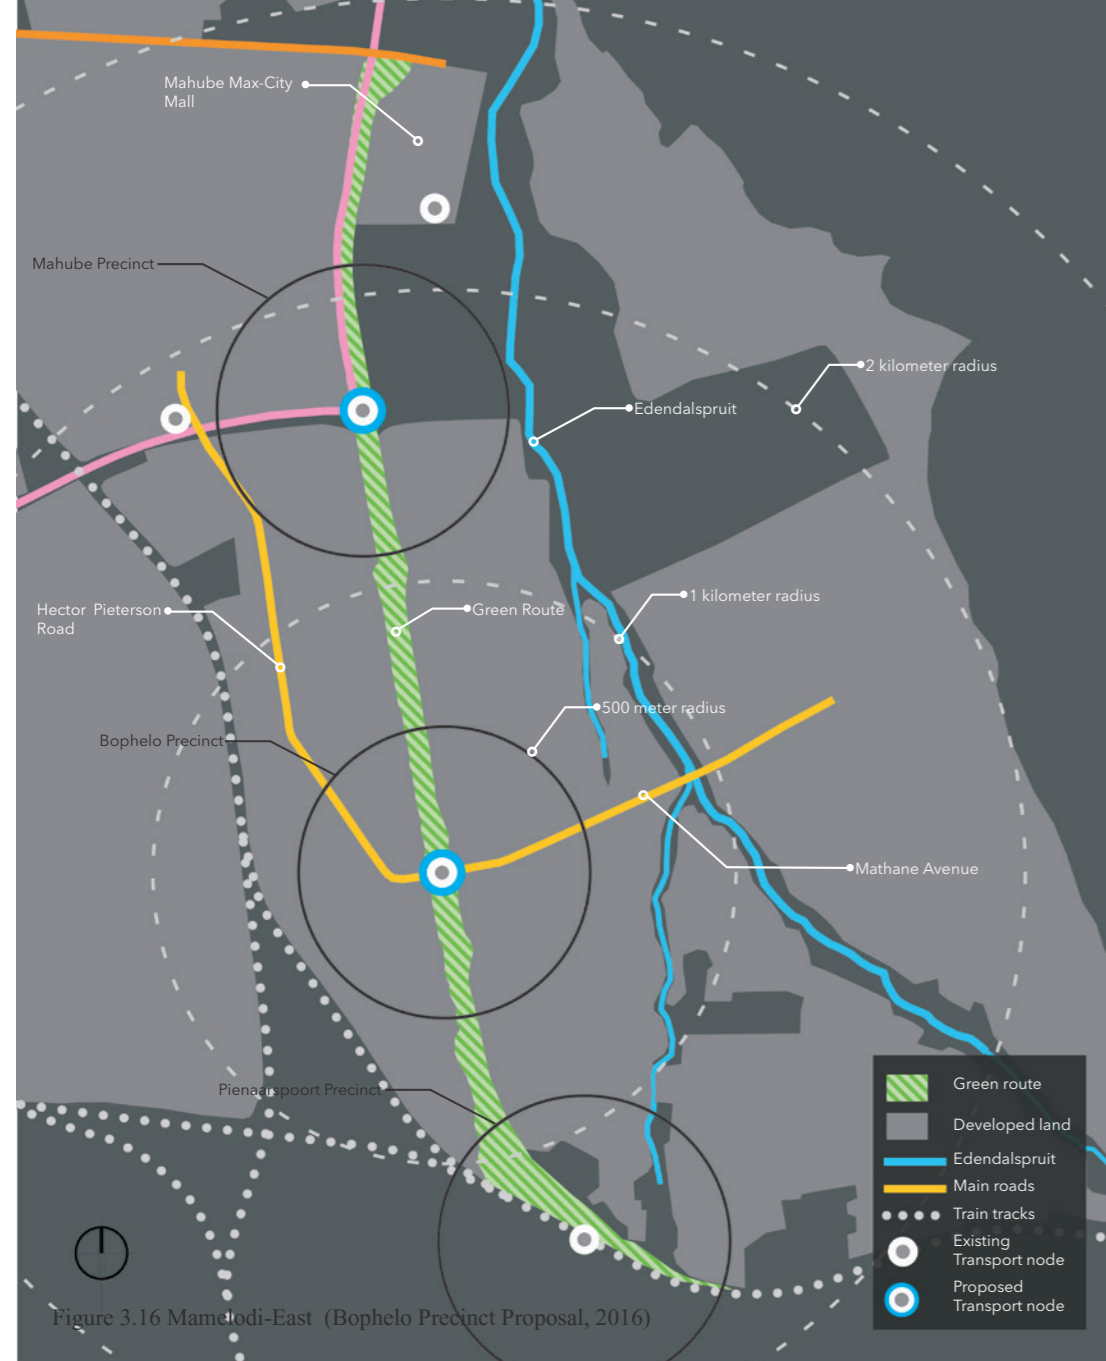 Mahube Max-City
Mall
Mahube Precinct
2 kilometer radius
Edendalspruit
1 kilometer radius
Hector Pieterson
Road
Green Route
500 meter radius
Bophelo Precinct
Mathane Avenue
Pienaarspoort Precinct
Green route
Developed land
Edendalspruit
Main roads
Train tracks
Existing
Transport node
Proposed
Transport node
Figure 3.16 Mamelodi-East (Bophelo Precinct Proposal, 2016)